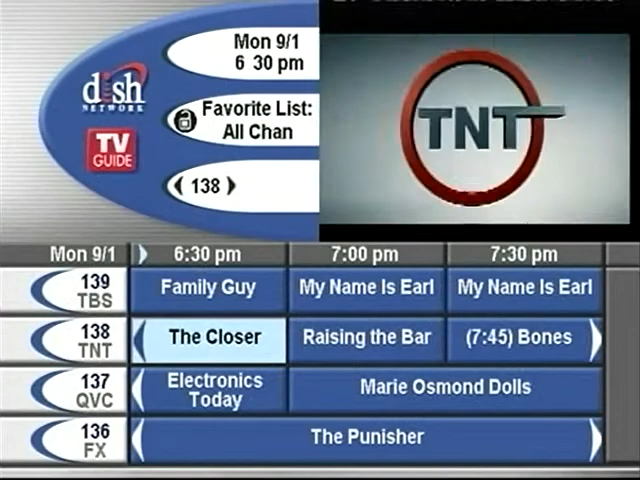 Mon 9/1
6 30 pm
dish
NETWORK
Favorite List:
All Chan
TV
GUIDE
138
TNT
Mon 9/1 6:30 pm 7:00 pm 7:30 pm
139 TBS Family Guy My Name Is Earl My Name Is Earl
138 TNT The Closer Raising the Bar (7:45) Bones
137 QVC Electronics Today Marie Osmond Dolls
136 FX The Punisher